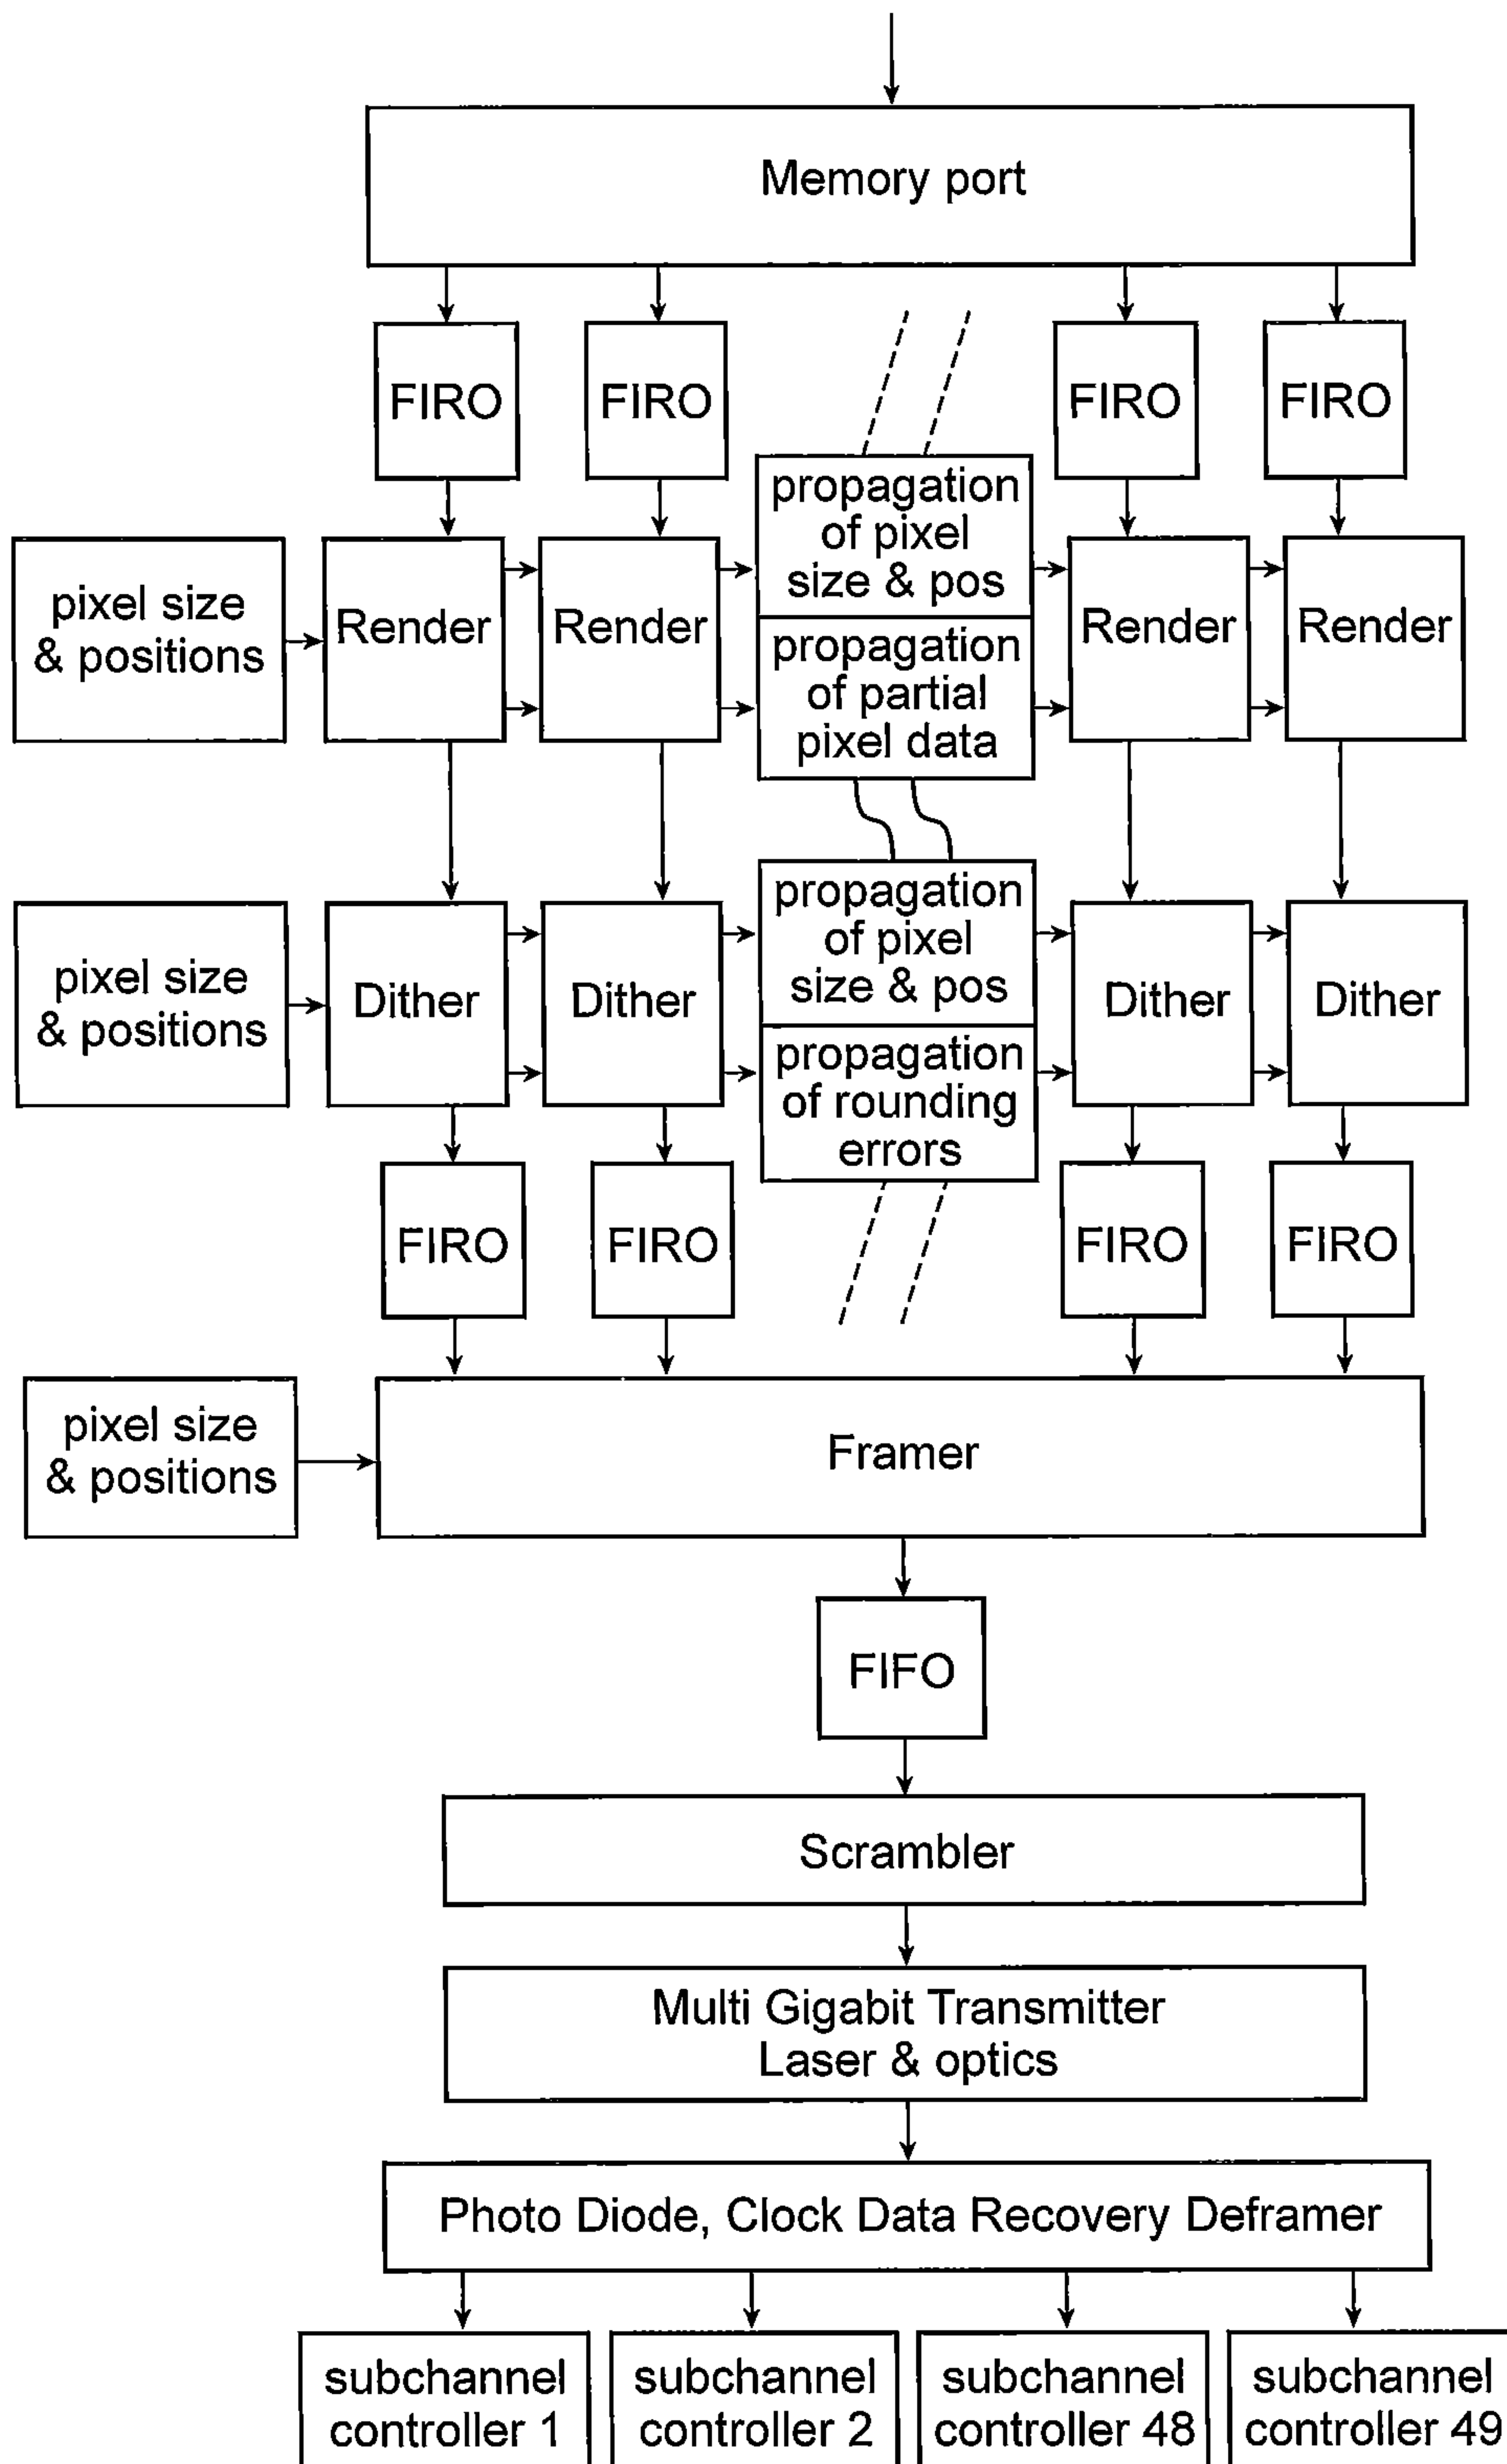 Memory port
FIRO
FIRO
FIRO
FIRO
propagation
of pixel
size & pos
pixel size
& positions
Render
Render
Render
Render
propagation
of partial
pixel data
propagation
of pixel
size & pos
pixel size
& positions
Dither
Dither
Dither
Dither
propagation
of rounding
errors
FIRO
FIRO
FIRO
FIRO
pixel size
& positions
Framer
FIFO
Scrambler
Multi Gigabit Transmitter
Laser & optics
Photo Diode, Clock Data Recovery Deframer
subchannel
controller 1
subchannel
controller 2
subchannel
controller 48
subchannel
controller 49